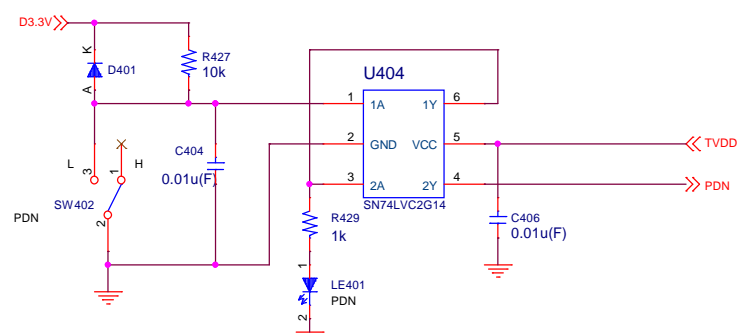 D3.3V
K
D401
A
R427
10k
U404
1
1A
1Y
6
2
GND
VCC
5
TVDD
3
2A
2Y
4
PDN
SN74LVC2G14
C404
0.01u(F)
L
3
1
H
SW402
PDN
2
R429
1k
C406
0.01u(F)
1
LE401
PDN
2